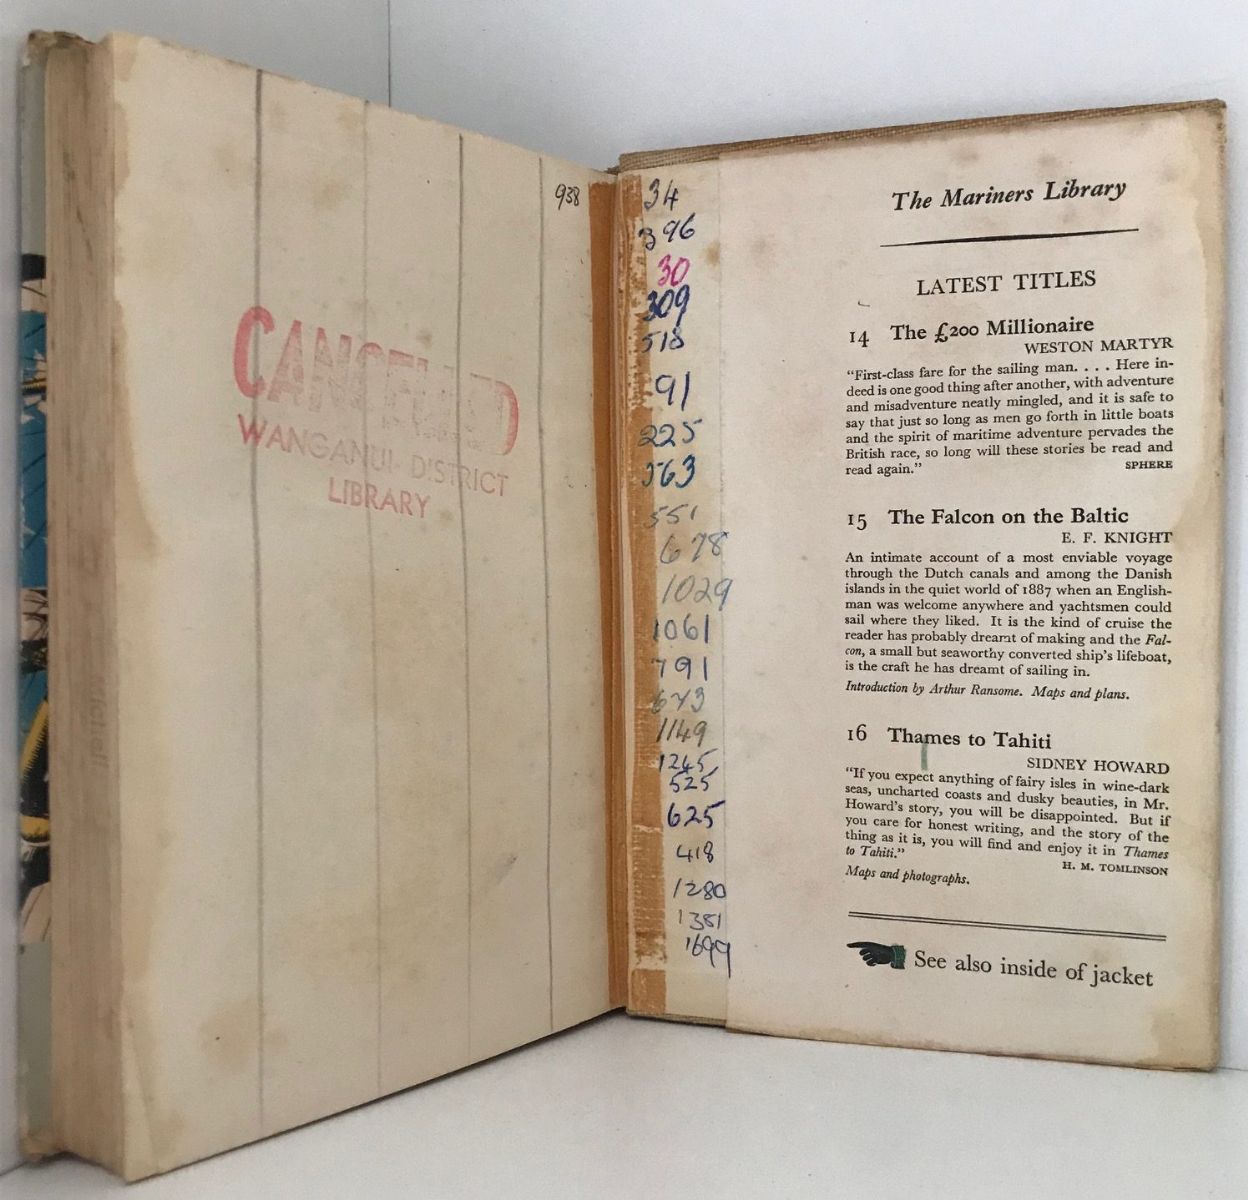 938
CANCELLED
WANGANUI DISTRICT
LIBRARY
34
396
30
309
518
91
225
363
551
678
1029
1061
791
673
1149
1245
525
625
418
1280
1381
1699
The Mariners Library
LATEST TITLES
14 The £200 Millionaire
WESTON MARTYR
“First-class fare for the sailing man. . . . Here in-
deed is one good thing after another, with adventure
and misadventure neatly mingled, and it is safe to
say that just so long as men go forth in little boats
and the spirit of maritime adventure pervades the
British race, so long will these stories be read and
read again.” SPHERE
15 The Falcon on the Baltic
E. F. KNIGHT
An intimate account of a most enviable voyage
through the Dutch canals and among the Danish
islands in the quiet world of 1887 when an English-
man was welcome anywhere and yachtsmen could
sail where they liked. It is the kind of cruise the
reader has probably dreamt of making and the Fal-
con, a small but seaworthy converted ship's lifeboat,
is the craft he has dreamt of sailing in.
Introduction by Arthur Ransome. Maps and plans.
16 Thames to Tahiti
SIDNEY HOWARD
“If you expect anything of fairy isles in wine-dark
seas, uncharted coasts and dusky beauties, in Mr.
Howard's story, you will be disappointed. But if
you care for honest writing, and the story of the
thing as it is, you will find and enjoy it in Thames
to Tahiti.” H. M. TOMLINSON
Maps and photographs.
See also inside of jacket